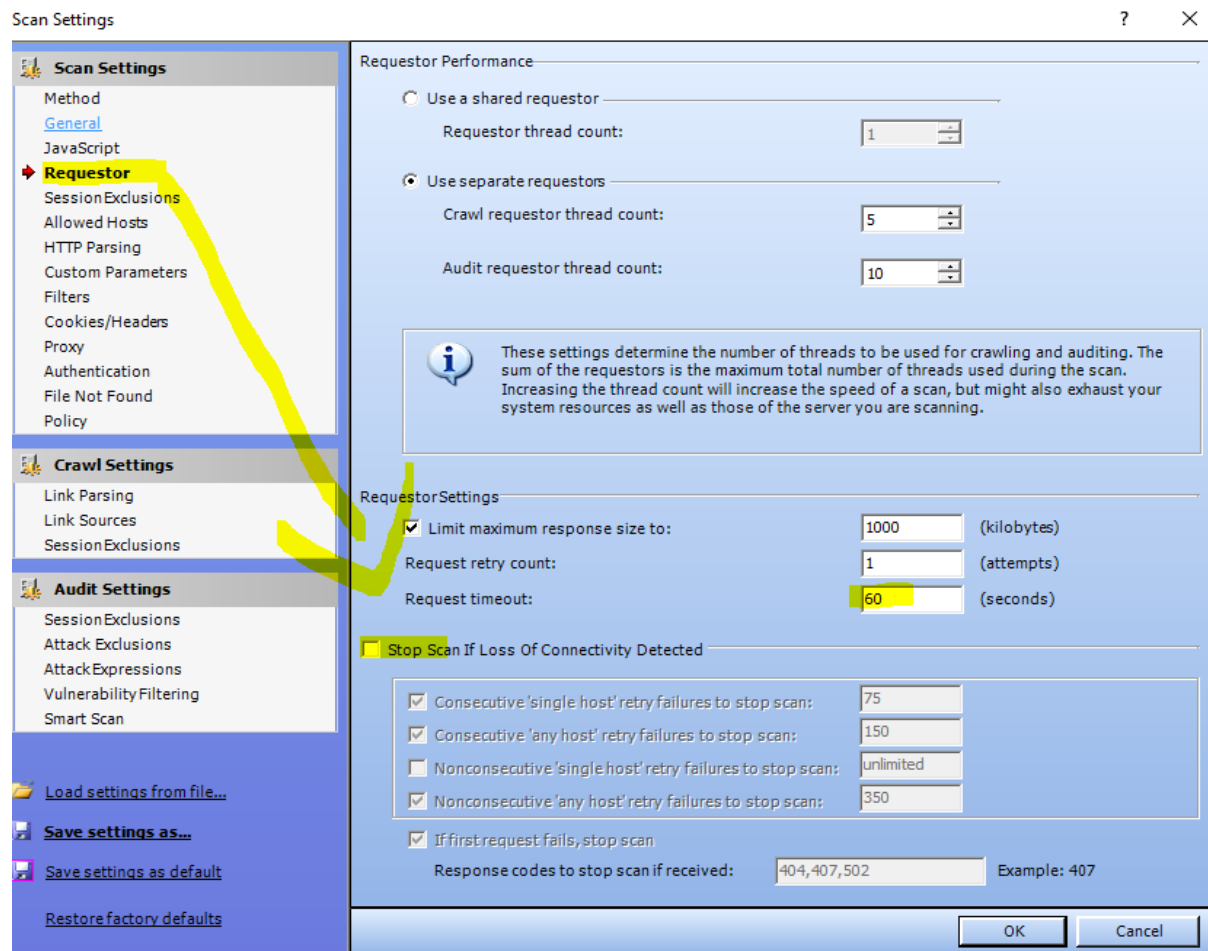 Scan Settings
?
Scan Settings
Method
General
JavaScript
Requestor
Session Exclusions
Allowed Hosts
HTTP Parsing
Custom Parameters
Filters
Cookies/Headers
Proxy
Authentication
File Not Found
Policy
Crawl Settings
Link Parsing
Link Sources
Session Exclusions
Audit Settings
Session Exclusions
Attack Exclusions
Attack Expressions
Vulnerability Filtering
Smart Scan
Load settings from file...
Save settings as...
Save settings as default
Restore factory defaults
Requestor Performance
Use a shared requestor
Requestor thread count: 1
Use separate requestors
Crawl requestor thread count: 5
Audit requestor thread count: 10
These settings determine the number of threads to be used for crawling and auditing. The
sum of the requestors is the maximum total number of threads used during the scan.
Increasing the thread count will increase the speed of a scan, but might also exhaust your
system resources as well as those of the server you are scanning.
Requestor Settings
Limit maximum response size to: 1000 (kilobytes)
Request retry count: 1 (attempts)
Request timeout: 60 (seconds)
Stop Scan If Loss Of Connectivity Detected
Consecutive 'single host' retry failures to stop scan: 75
Consecutive 'any host' retry failures to stop scan: 150
Nonconsecutive 'single host' retry failures to stop scan: unlimited
Nonconsecutive 'any host' retry failures to stop scan: 350
If first request fails, stop scan
Response codes to stop scan if received: 404,407,502 Example: 407
OK Cancel